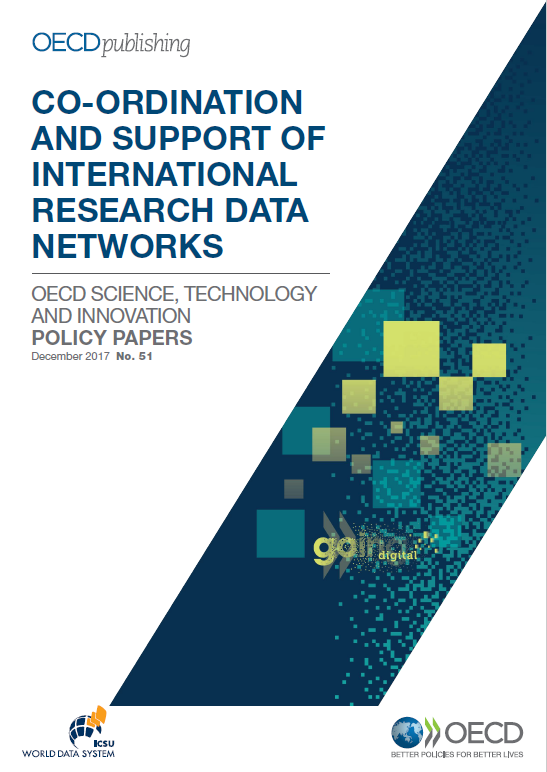 OECDpublishing
CO-ORDINATION
AND SUPPORT OF
INTERNATIONAL
RESEARCH DATA
NETWORKS
OECD SCIENCE, TECHNOLOGY
AND INNOVATION
POLICY PAPERS
December 2017 No. 51
going
digital
ICSU
WORLD DATA SYSTEM
OECD
BETTER POLICIES FOR BETTER LIVES